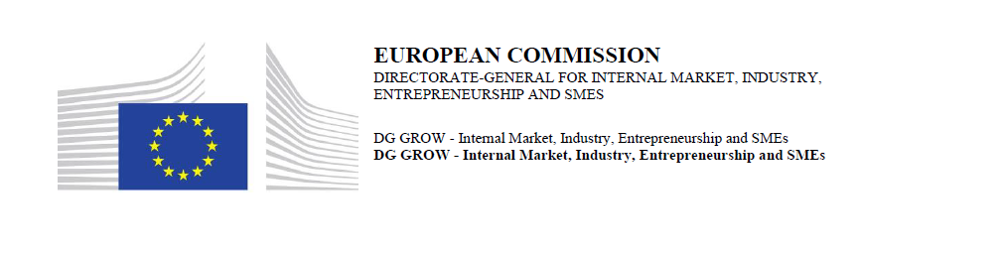 EUROPEAN COMMISSION
DIRECTORATE-GENERAL FOR INTERNAL MARKET, INDUSTRY,
ENTREPRENEURSHIP AND SMES
DG GROW - Internal Market, Industry, Entrepreneurship and SMEs
DG GROW - Internal Market, Industry, Entrepreneurship and SMEs